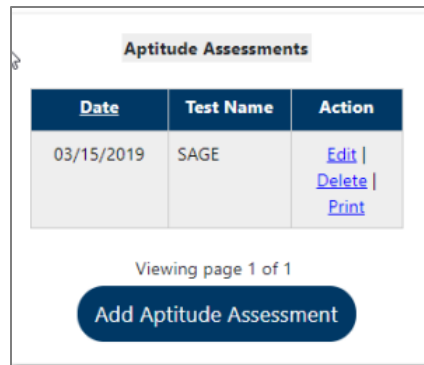 Aptitude Assessments
Date Test Name Action
03/15/2019 SAGE Edit |
Delete |
Print
Viewing page 1 of 1
Add Aptitude Assessment